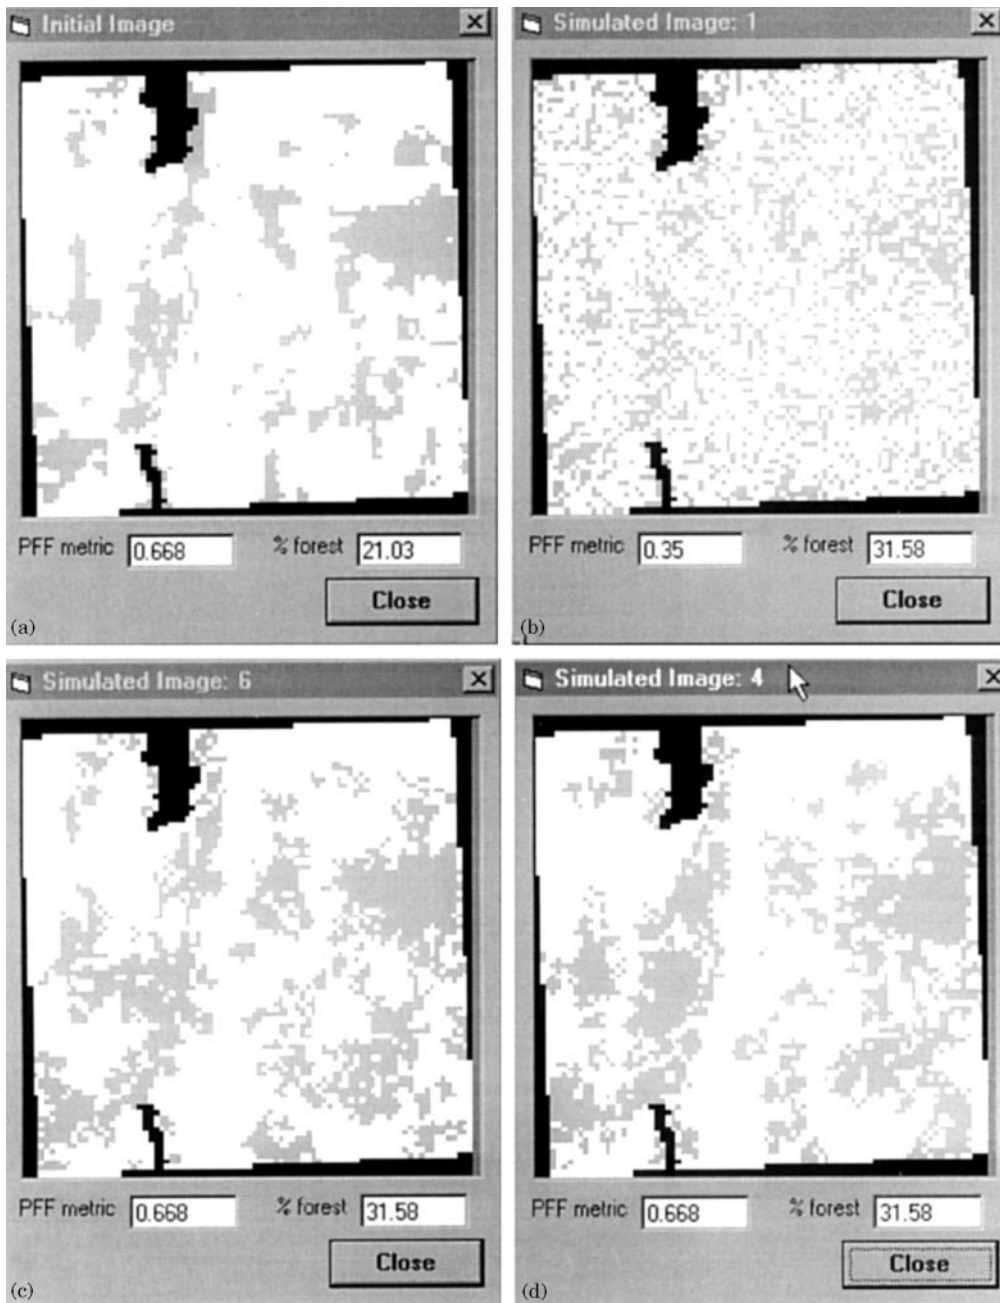 Initial Image
PFF metric 0.668 % forest 21.03
Close
(a)
Simulated Image: 1
PFF metric 0.35 % forest 31.58
Close
(b)
Simulated Image: 6
PFF metric 0.668 % forest 31.58
Close
(c)
Simulated Image: 4
PFF metric 0.668 % forest 31.58
Close
(d)